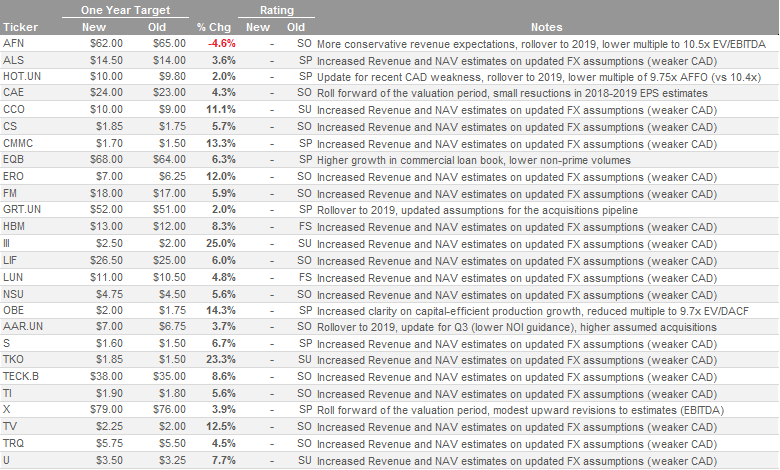 One Year Target Rating
Ticker New Old % Chg New Old Notes
AFN $62.00 $65.00 -4.6% - SO More conservative revenue expectations, rollover to 2019, lower multiple to 10.5x EV/EBITDA
ALS $14.50 $14.00 3.6% - SP Increased Revenue and NAV estimates on updated FX assumptions (weaker CAD)
HOT.UN $10.00 $9.80 2.0% - SP Update for recent CAD weakness, rollover to 2019, lower multiple of 9.75x AFFO (vs 10.4x)
CAE $24.00 $23.00 4.3% - SO Roll forward of the valuation period, small resuctions in 2018-2019 EPS estimates
CCO $10.00 $9.00 11.1% - SU Increased Revenue and NAV estimates on updated FX assumptions (weaker CAD)
CS $1.85 $1.75 5.7% - SO Increased Revenue and NAV estimates on updated FX assumptions (weaker CAD)
CMMC $1.70 $1.50 13.3% - SP Increased Revenue and NAV estimates on updated FX assumptions (weaker CAD)
EQB $68.00 $64.00 6.3% - SP Higher growth in commercial loan book, lower non-prime volumes
ERO $7.00 $6.25 12.0% - SO Increased Revenue and NAV estimates on updated FX assumptions (weaker CAD)
FM $18.00 $17.00 5.9% - SO Increased Revenue and NAV estimates on updated FX assumptions (weaker CAD)
GRT.UN $52.00 $51.00 2.0% - SP Rollover to 2019, updated assumptions for the acquisitions pipeline
HBM $13.00 $12.00 8.3% - FS Increased Revenue and NAV estimates on updated FX assumptions (weaker CAD)
III $2.50 $2.00 25.0% - SU Increased Revenue and NAV estimates on updated FX assumptions (weaker CAD)
LIF $26.50 $25.00 6.0% - SO Increased Revenue and NAV estimates on updated FX assumptions (weaker CAD)
LUN $11.00 $10.50 4.8% - FS Increased Revenue and NAV estimates on updated FX assumptions (weaker CAD)
NSU $4.75 $4.50 5.6% - SO Increased Revenue and NAV estimates on updated FX assumptions (weaker CAD)
OBE $2.00 $1.75 14.3% - SP Increased clarity on capital-efficient production growth, reduced multiple to 9.7x EV/DACF
AAR.UN $7.00 $6.75 3.7% - SO Rollover to 2019, update for Q3 (lower NOI guidance), higher assumed acquisitions
S $1.60 $1.50 6.7% - SP Increased Revenue and NAV estimates on updated FX assumptions (weaker CAD)
TKO $1.85 $1.50 23.3% - SU Increased Revenue and NAV estimates on updated FX assumptions (weaker CAD)
TECK.B $38.00 $35.00 8.6% - SO Increased Revenue and NAV estimates on updated FX assumptions (weaker CAD)
TI $1.90 $1.80 5.6% - SO Increased Revenue and NAV estimates on updated FX assumptions (weaker CAD)
X $79.00 $76.00 3.9% - SP Roll forward of the valuation period, modest upward revisions to estimates (EBITDA)
TV $2.25 $2.00 12.5% - SO Increased Revenue and NAV estimates on updated FX assumptions (weaker CAD)
TRQ $5.75 $5.50 4.5% - SO Increased Revenue and NAV estimates on updated FX assumptions (weaker CAD)
U $3.50 $3.25 7.7% - SU Increased Revenue and NAV estimates on updated FX assumptions (weaker CAD)